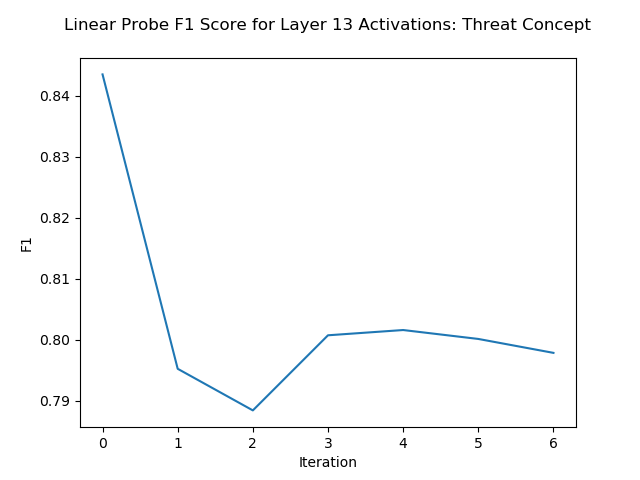 Linear Probe F1 Score for Layer 13 Activations: Threat Concept
0.84
0.83
0.82
0.81
0.80
0.79
F1
0 1 2 3 4 5 6
Iteration